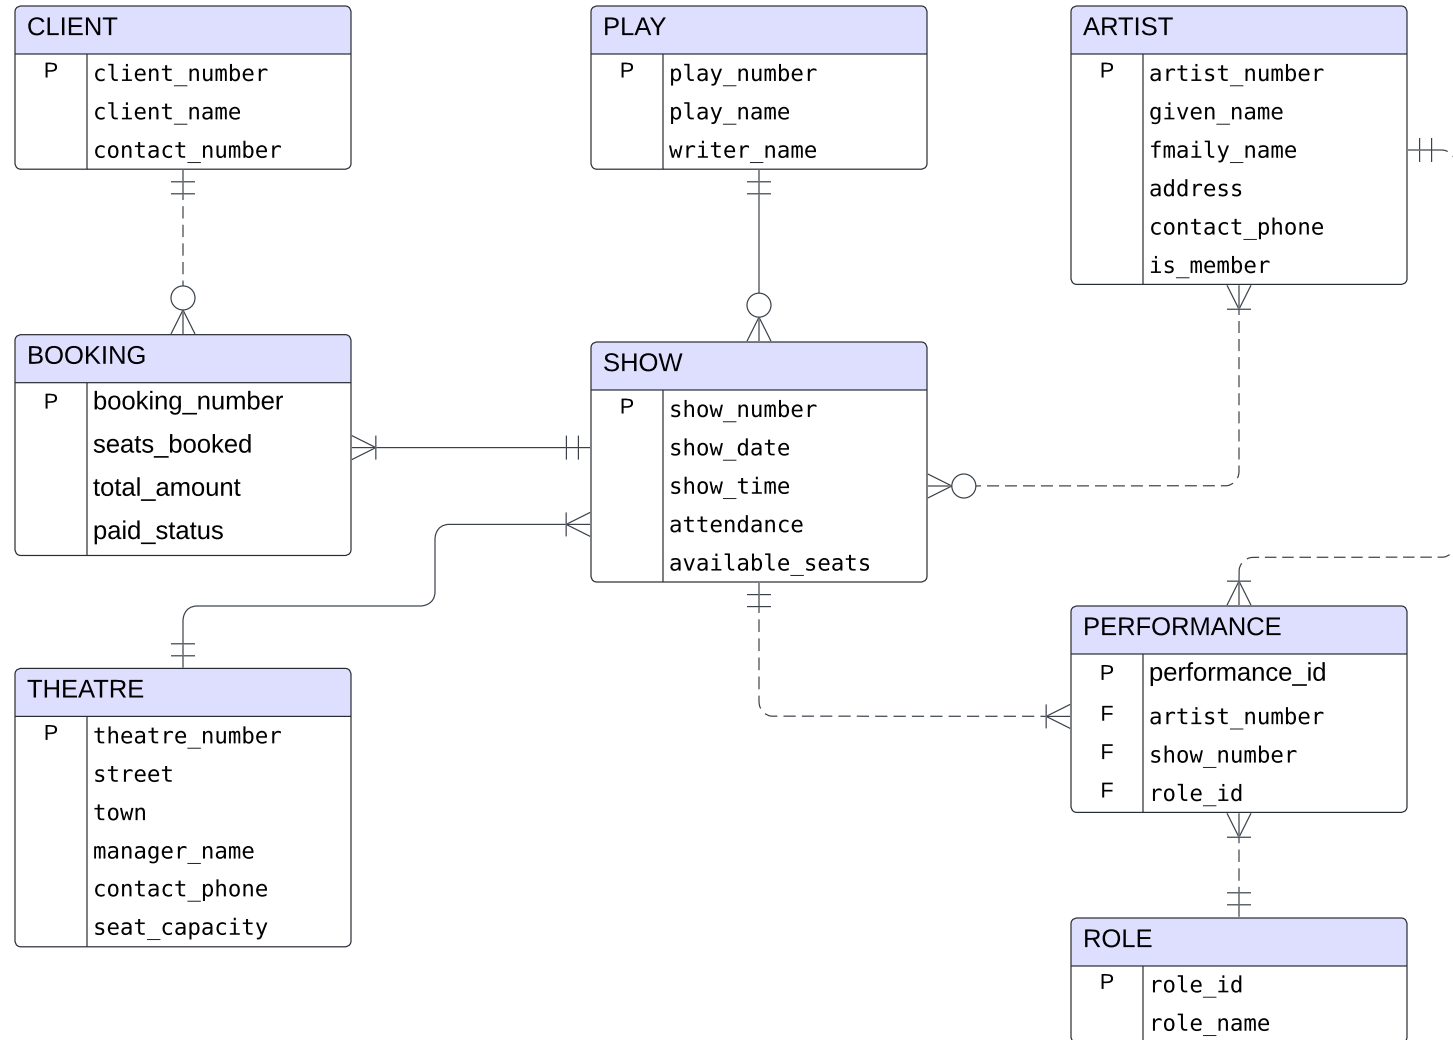 CLIENT
P client_number
client_name
contact_number
PLAY
P play_number
play_name
writer_name
ARTIST
P artist_number
given_name
fmaily_name
address
contact_phone
is_member
BOOKING
P booking_number
seats_booked
total_amount
paid_status
SHOW
P show_number
show_date
show_time
attendance
available_seats
THEATRE
P theatre_number
street
town
manager_name
contact_phone
seat_capacity
PERFORMANCE
P performance_id
F artist_number
F show_number
F role_id
ROLE
P role_id
role_name